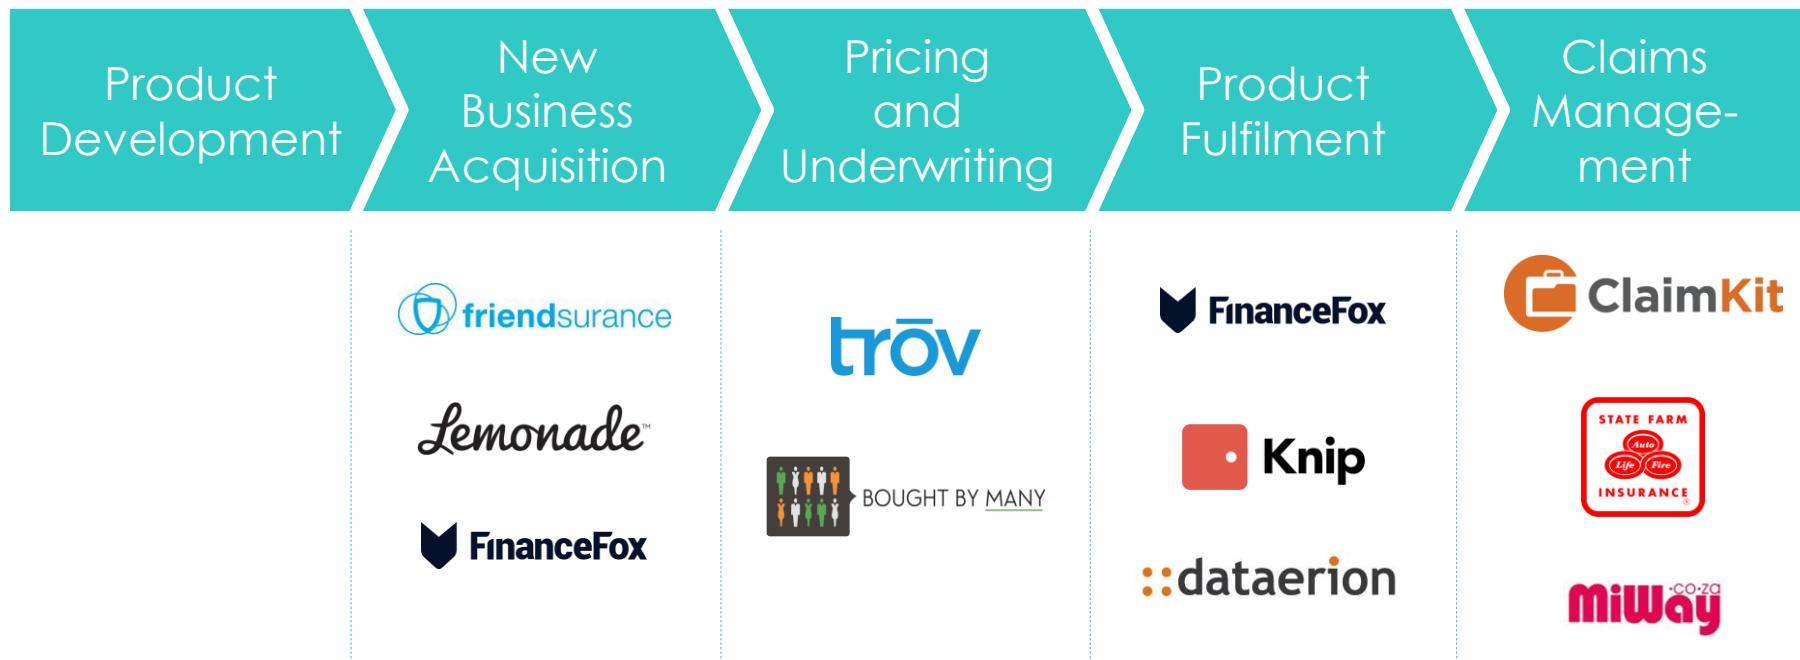 Product
Development
New
Business
Acquisition
Pricing
and
Underwriting
Product
Fulfilment
Claims
Manage-
ment
friendsurance
Lemonade™
FinanceFox
trōv
BOUGHT BY MANY
FinanceFox
Knip
dataerion
ClaimKit
STATE FARM
Auto
Life Fire
INSURANCE
®
MiWay.co.za